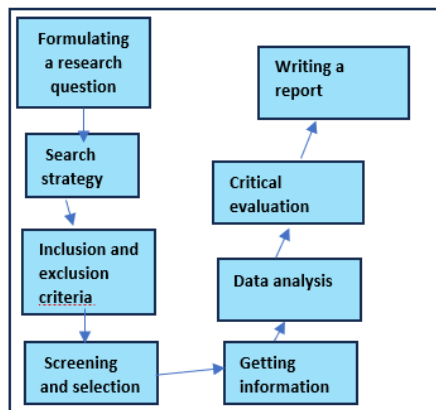 Formulating
a research
question
Search
strategy
Inclusion and
exclusion
criteria
Screening
and selection
Getting
information
Data analysis
Critical
evaluation
Writing a
report